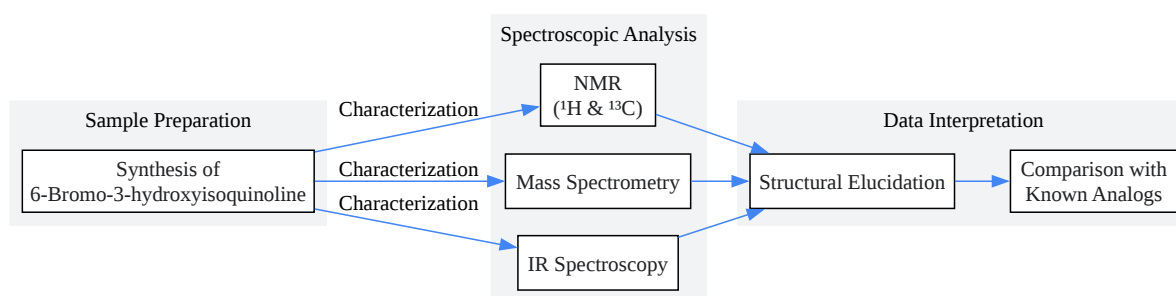 Sample Preparation
Synthesis of
6-Bromo-3-hydroxyisoquinoline
Characterization
Characterization
Characterization
Spectroscopic Analysis
NMR
(¹H & ¹³C)
Mass Spectrometry
IR Spectroscopy
Data Interpretation
Structural Elucidation
Comparison with
Known Analogs